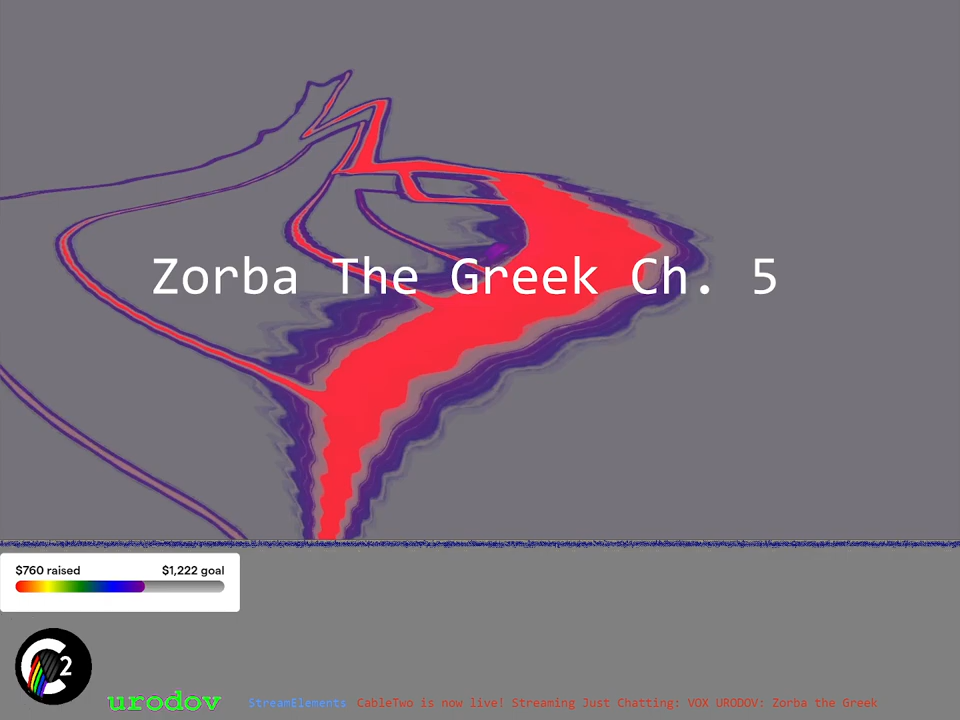 Zorba The Greek Ch. 5
$760 raised $1,222 goal
C2
urodov
StreamElements CableTwo is now live! Streaming Just Chatting: VOX URODOV: Zorba the Greek